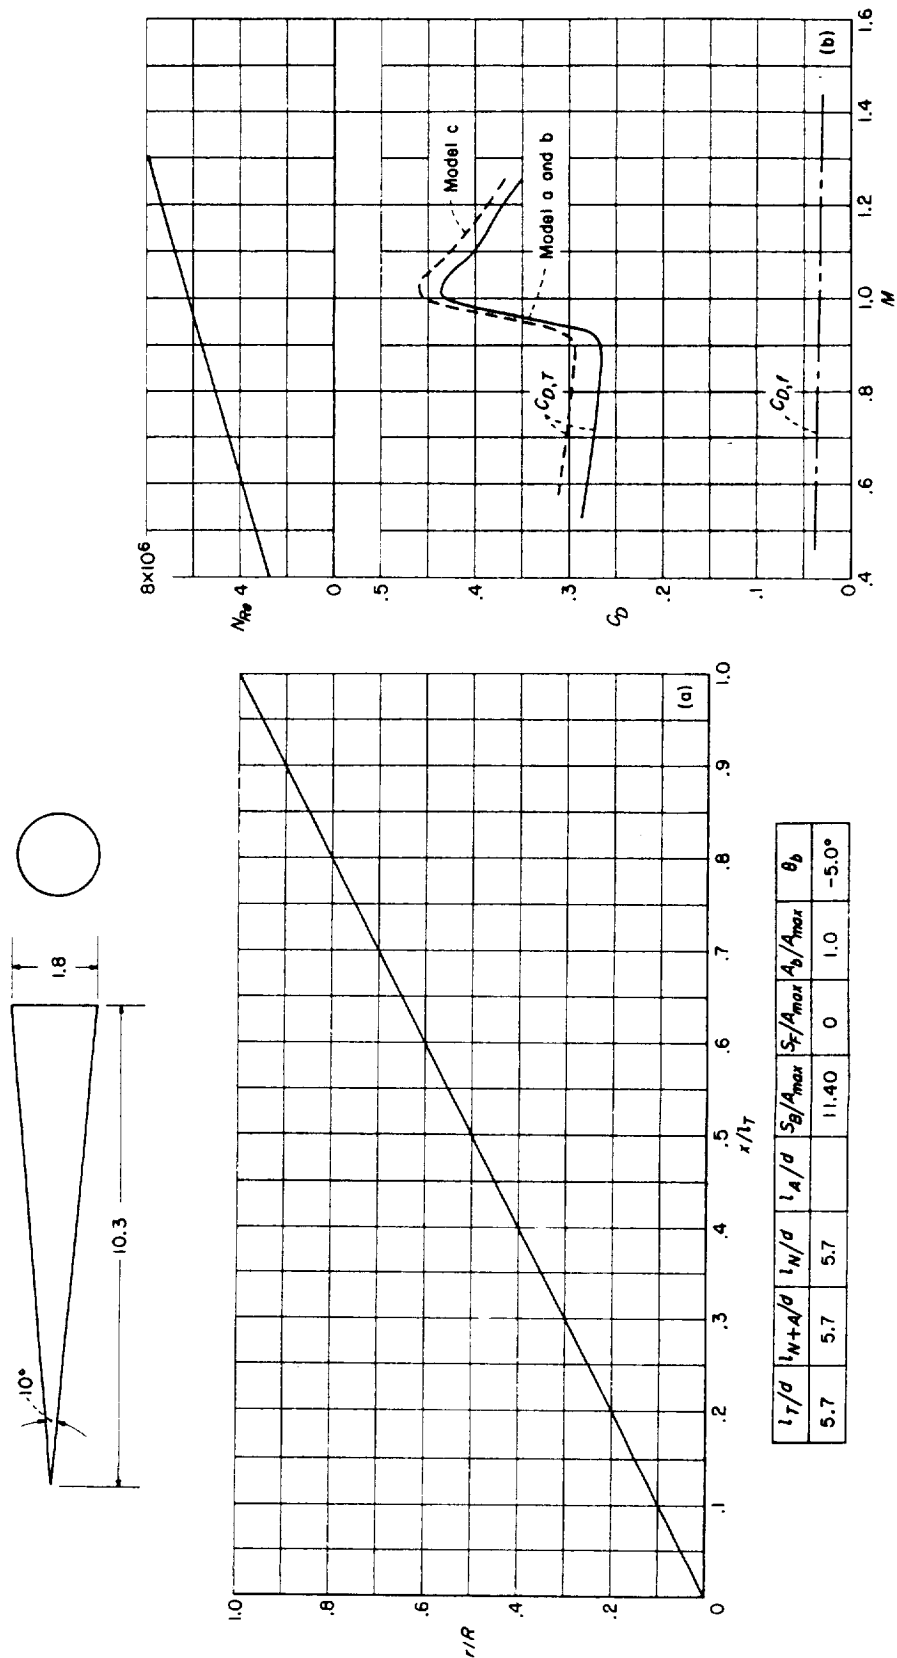 10°
10.3
1.8
r/R
1.0
.8
.6
.4
.2
0
.1
.2
.3
.4
.5
.6
.7
.8
.9
1.0
x/l_T
(a)
l_T/d l_N+A/d l_N/d l_A/d S_B/A_max S_F/A_max A_b/A_max θ_b
5.7 5.7 5.7 11.40 0 1.0 -5.0°
N_Re
8×10⁶
4
0
C_D
.5
.4
.3
.2
.1
0
C_D,T
C_D,f
Model c
Model a and b
.4
.6
.8
1.0
1.2
1.4
1.6
M
(b)